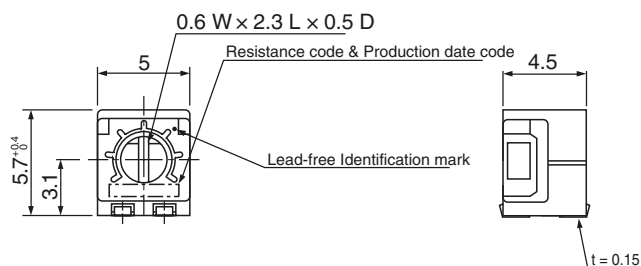 0.6 W × 2.3 L × 0.5 D
Resistance code & Production date code
5
4.5
5.7 +0.4 0
3.1
Lead-free Identification mark
t = 0.15